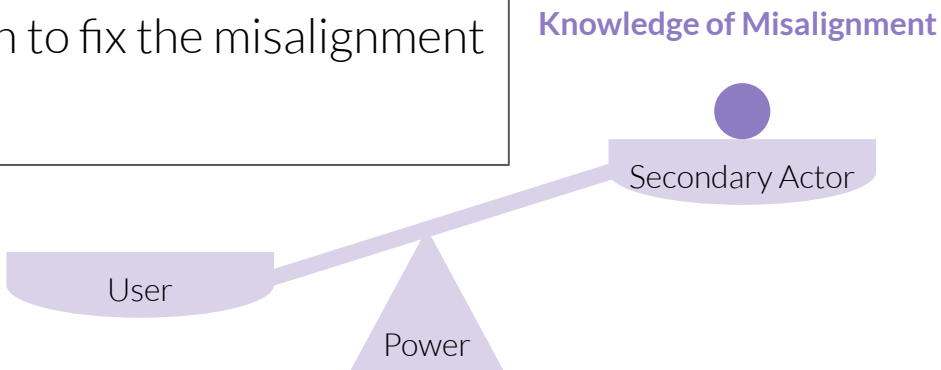 to fix the misalignment
Knowledge of Misalignment
Secondary Actor
User
Power